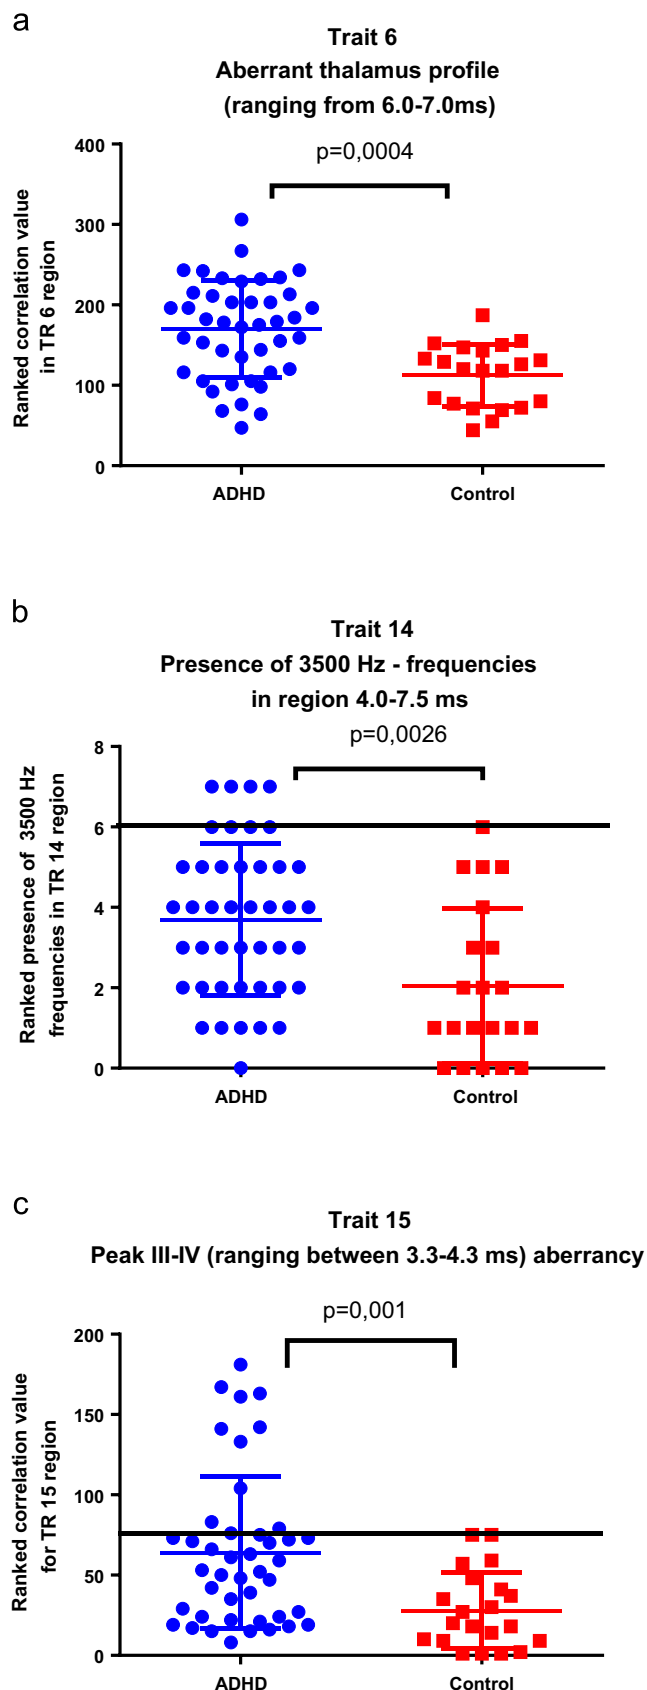 a
Trait 6
Aberrant thalamus profile
(ranging from 6.0-7.0ms)
p=0,0004
Ranked correlation value
in TR 6 region
400
300
200
100
0
ADHD
Control
b
Trait 14
Presence of 3500 Hz - frequencies
in region 4.0-7.5 ms
p=0,0026
Ranked presence of 3500 Hz
frequencies in TR 14 region
8
6
4
2
0
ADHD
Control
c
Trait 15
Peak III-IV (ranging between 3.3-4.3 ms) aberrancy
p=0,001
Ranked correlation value
for TR 15 region
200
150
100
50
0
ADHD
Control